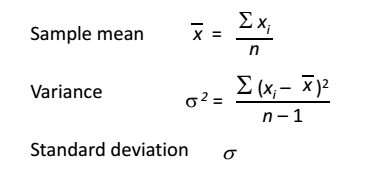 Sample mean x̅ = Σ xᵢ / n
Variance σ² = Σ (xᵢ – x̅)² / n – 1
Standard deviation σ